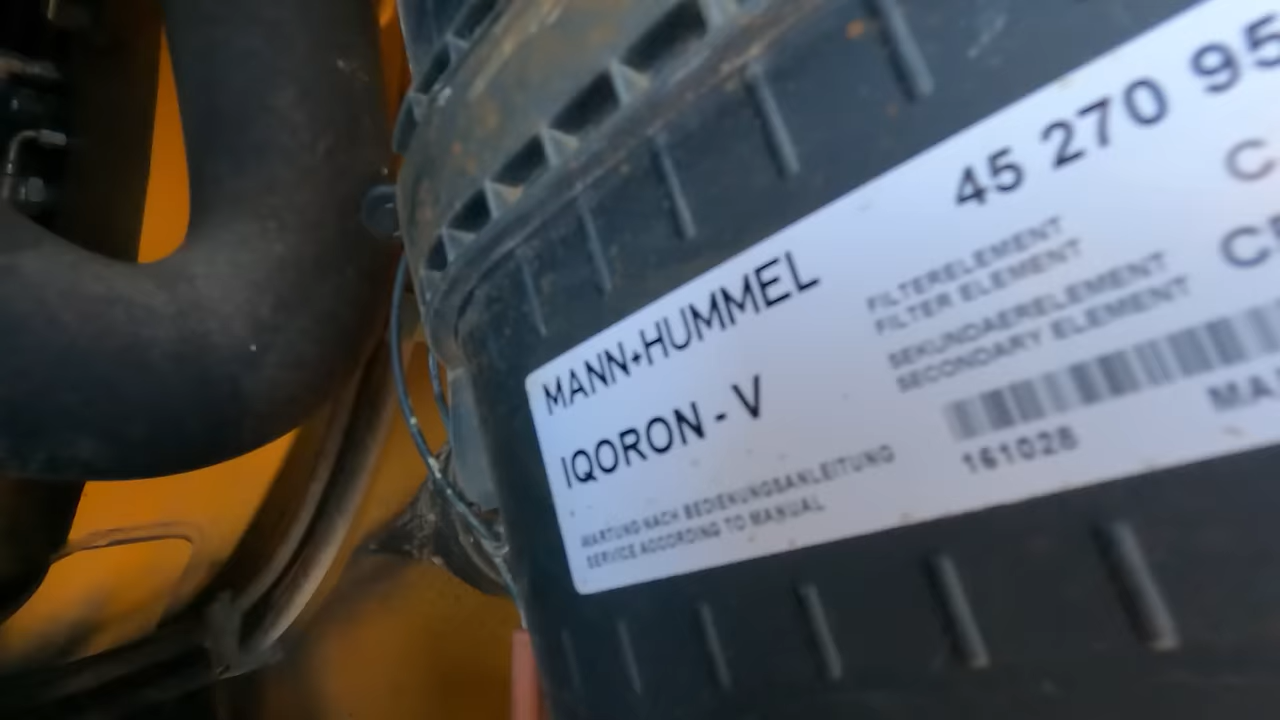 45 270 95
MANN+HUMMEL
IQORON - V
FILTERELEMENT
FILTER ELEMENT
SEKUNDAERELEMENT
SECONDARY ELEMENT
WARTUNG NACH BEDIENUNGSANLEITUNG
SERVICE ACCORDING TO MANUAL
161028